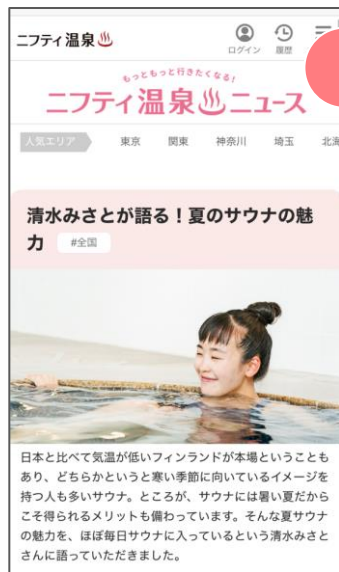 ニフティ温泉
ログイン 履歴
もっともっと行きたくなる!
ニフティ温泉ニュース
人気エリア 東京 関東 神奈川 埼玉 北海
清水みさとが語る!夏のサウナの魅
力 #全国
日本と比べて気温が低いフィンランドが本場ということも
あり、どちらかというと寒い季節に向いているイメージを
持つ人も多いサウナ。ところが、サウナには暑い夏だから
こそ得られるメリットも備わっています。そんな夏サウナ
の魅力を、ほぼ毎日サウナに入っているという清水みさと
さんに語っていただきました。